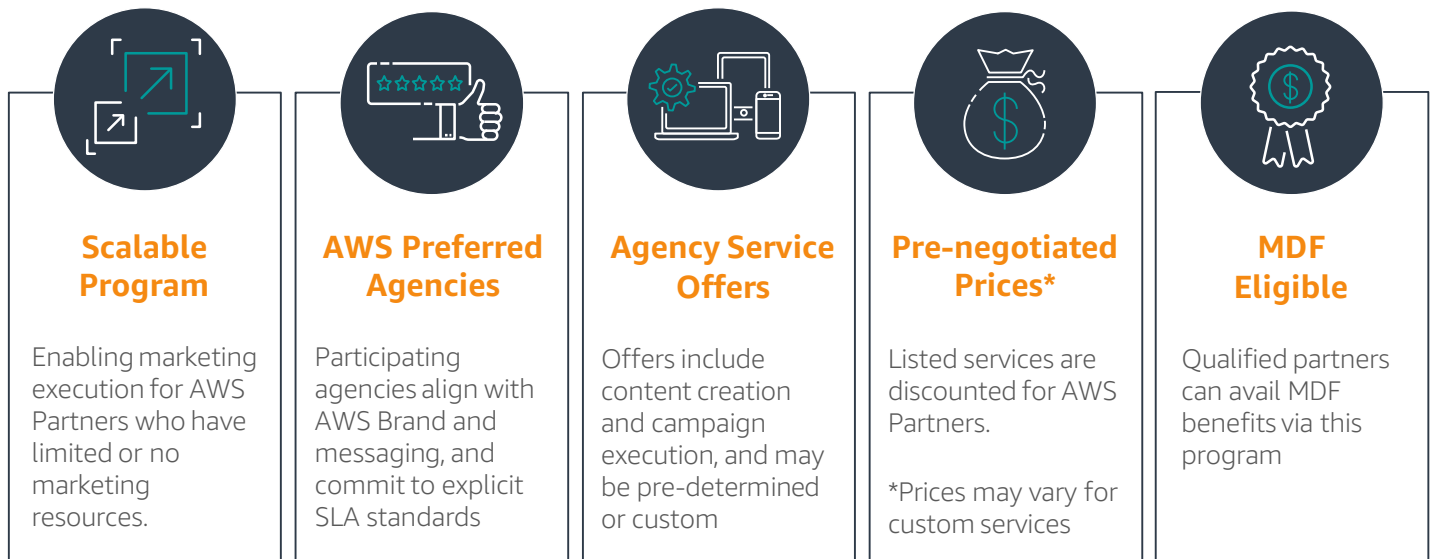 Scalable
Program
Enabling marketing
execution for AWS
Partners who have
limited or no
marketing
resources.
AWS Preferred
Agencies
Participating
agencies align with
AWS Brand and
messaging, and
commit to explicit
SLA standards
Agency Service
Offers
Offers include
content creation
and campaign
execution, and may
be pre-determined
or custom
$
Pre-negotiated
Prices*
Listed services are
discounted for AWS
Partners.
*Prices may vary for
custom services
$
MDF
Eligible
Qualified partners
can avail MDF
benefits via this
program